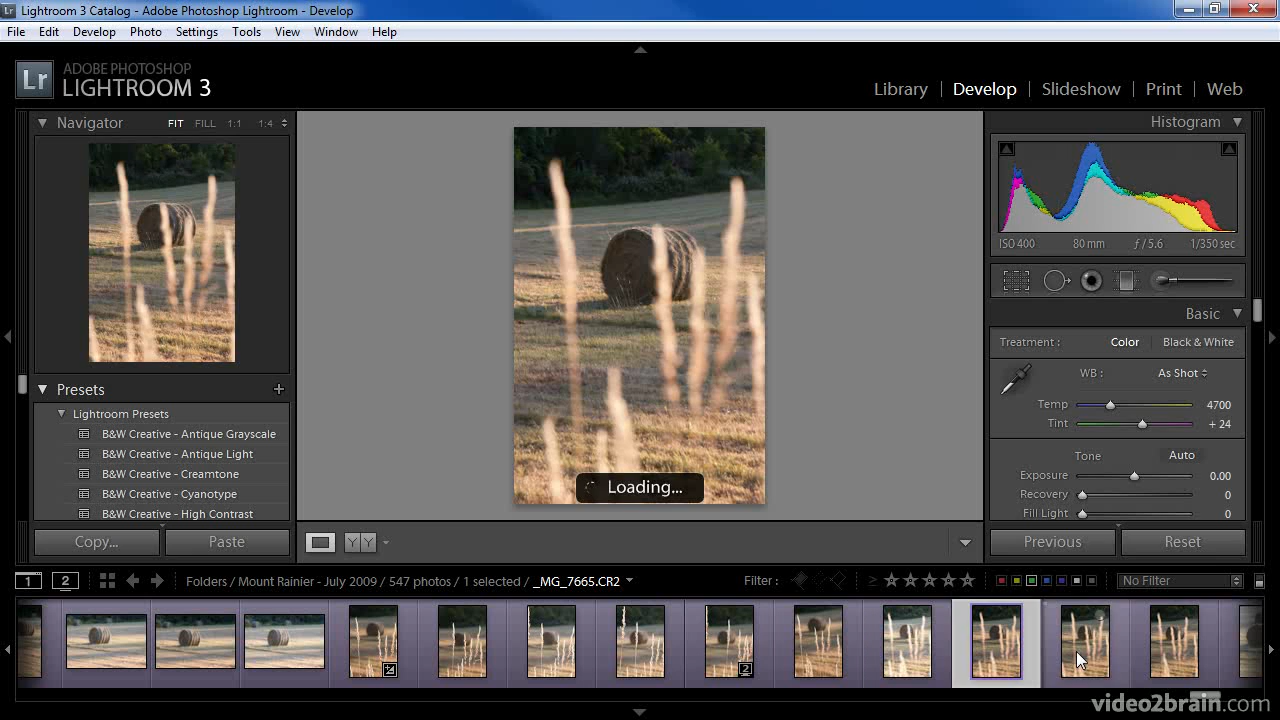 Lightroom 3 Catalog - Adobe Photoshop Lightroom - Develop
File Edit Develop Photo Settings Tools View Window Help
Lr ADOBE PHOTOSHOP
LIGHTROOM 3
Library | Develop | Slideshow | Print | Web
Navigator FIT FILL 1:1 1:4
Histogram
ISO 400 80 mm ƒ / 5.6 1/350 sec
Basic
Treatment : Color Black & White
WB : As Shot
Temp 4700
Tint + 24
Tone Auto
Exposure 0.00
Recovery 0
Fill Light 0
Presets +
Lightroom Presets
B&W Creative - Antique Grayscale
B&W Creative - Antique Light
B&W Creative - Creamtone
B&W Creative - Cyanotype
B&W Creative - High Contrast
Loading...
Copy... Paste
Y Y
Previous Reset
1 2 Folders / Mount Rainier - July 2009 / 547 photos / 1 selected / _MG_7665.CR2 Filter : ≥ No Filter
2
video2brain.com